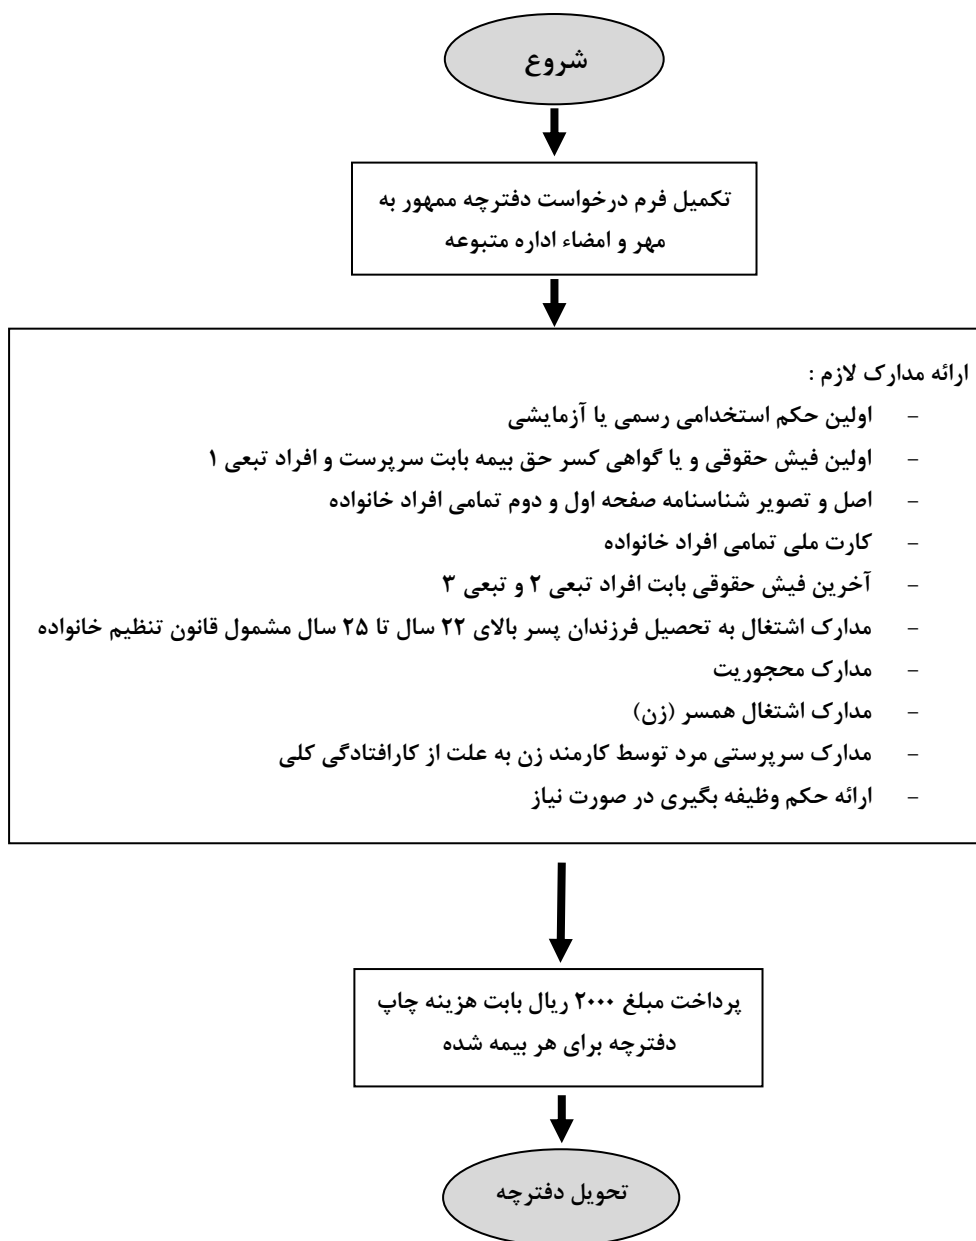 شروع
تکمیل فرم درخواست دفترچه ممهور به
مهر و امضاء اداره متبوعه
ارائه مدارک لازم :
- اولین حکم استخدامی رسمی یا آزمایشی
- اولین فیش حقوقی و یا گواهی کسر حق بیمه بابت سرپرست و افراد تبعی ۱
- اصل و تصویر شناسنامه صفحه اول و دوم تمامی افراد خانواده
- کارت ملی تمامی افراد خانواده
- آخرین فیش حقوقی بابت افراد تبعی ۲ و تبعی ۳
- مدارک اشتغال به تحصیل فرزندان پسر بالای ۲۲ سال تا ۲۵ سال مشمول قانون تنظیم خانواده
- مدارک محجوریت
- مدارک اشتغال همسر (زن)
- مدارک سرپرستی مرد توسط کارمند زن به علت از کارافتادگی کلی
- ارائه حکم وظیفه بگیری در صورت نیاز
پرداخت مبلغ ۲۰۰۰ ریال بابت هزینه چاپ
دفترچه برای هر بیمه شده
تحویل دفترچه